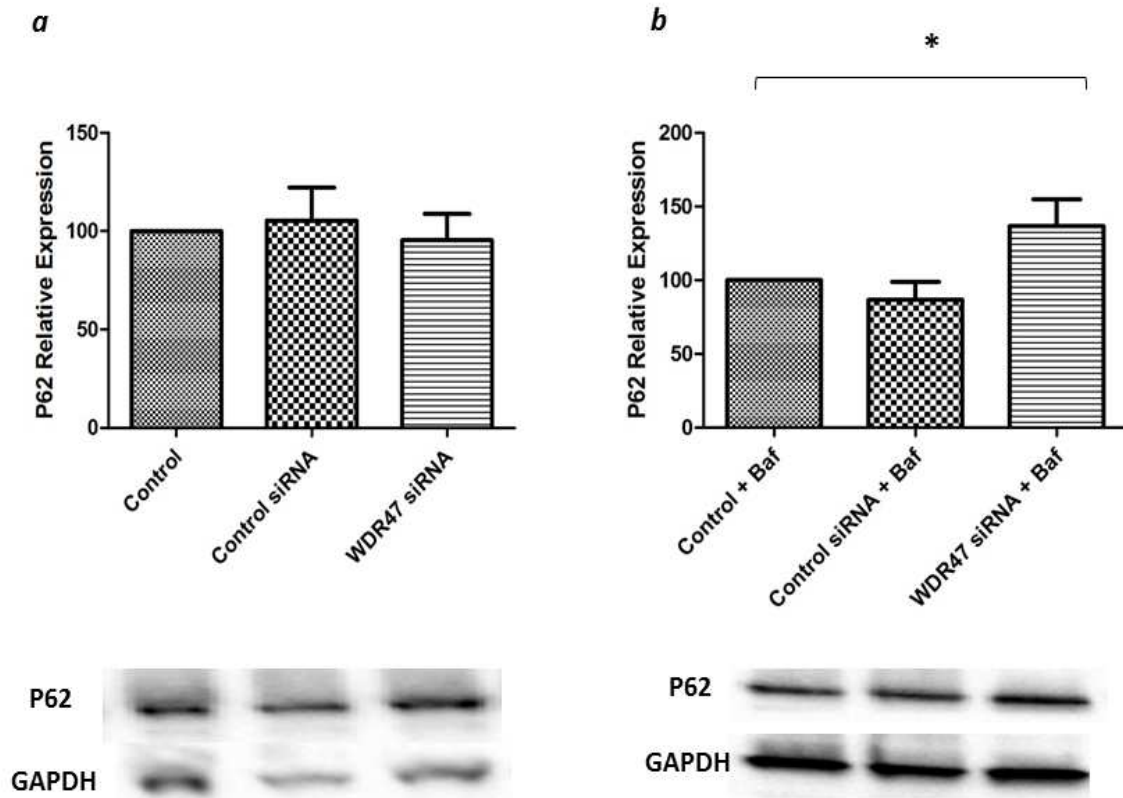 a
P62 Relative Expression
150
100
50
0
Control
Control siRNA
WDR47 siRNA
P62
GAPDH
b
*
P62 Relative Expression
200
150
100
50
0
Control + Baf
Control siRNA + Baf
WDR47 siRNA + Baf
P62
GAPDH